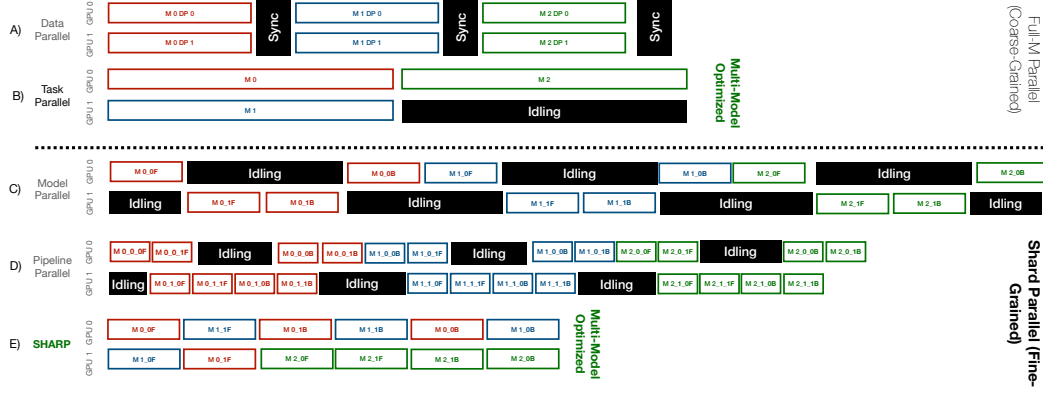 A) Data Parallel
GPU 0
M 0 DP 0
Sync
M 1 DP 0
Sync
M 2 DP 0
Sync
GPU 1
M 0 DP 1
M 1 DP 1
M 2 DP 1
B) Task Parallel
GPU 0
M 0
M 2
GPU 1
M 1
Idling
Multi-Model
Optimized
Full-M Parallel
(Coarse-Grained)
C) Model Parallel
M 0_0F
Idling
M 0_0B
M 1_0F
Idling
M 1_0B
M 2_0F
Idling
M 2_0B
GPU 0
GPU 1
Idling
M 0_1F
M 0_1B
Idling
M 1_1F
M 1_1B
Idling
M 2_1F
M 2_1B
Idling
D) Pipeline Parallel
GPU 0
M 0_0_0F
M 0_0_1F
Idling
M 0_0_0B
M 0_0_1B
M 1_0_0B
M 1_0_1F
Idling
M 1_0_0B
M 1_0_1B
M 2_0_0F
M 2_0_1F
Idling
M 2_0_0B
M 2_0_1B
GPU 1
Idling
M 0_1_0F
M 0_1_1F
M 0_1_0B
M 0_1_1B
Idling
M 1_1_0F
M 1_1_1F
M 1_1_0B
M 1_1_1B
Idling
M 2_1_0F
M 2_1_1F
M 2_1_0B
M 2_1_1B
E) SHARP
GPU 0
M 0_0F
M 1_1F
M 0_1B
M 1_1B
M 0_0B
M 1_0B
GPU 1
M 1_0F
M 0_1F
M 2_0F
M 2_1F
M 2_1B
M 2_0B
Multi-Model
Optimized
Shard Parallel (Fine-
Grained)